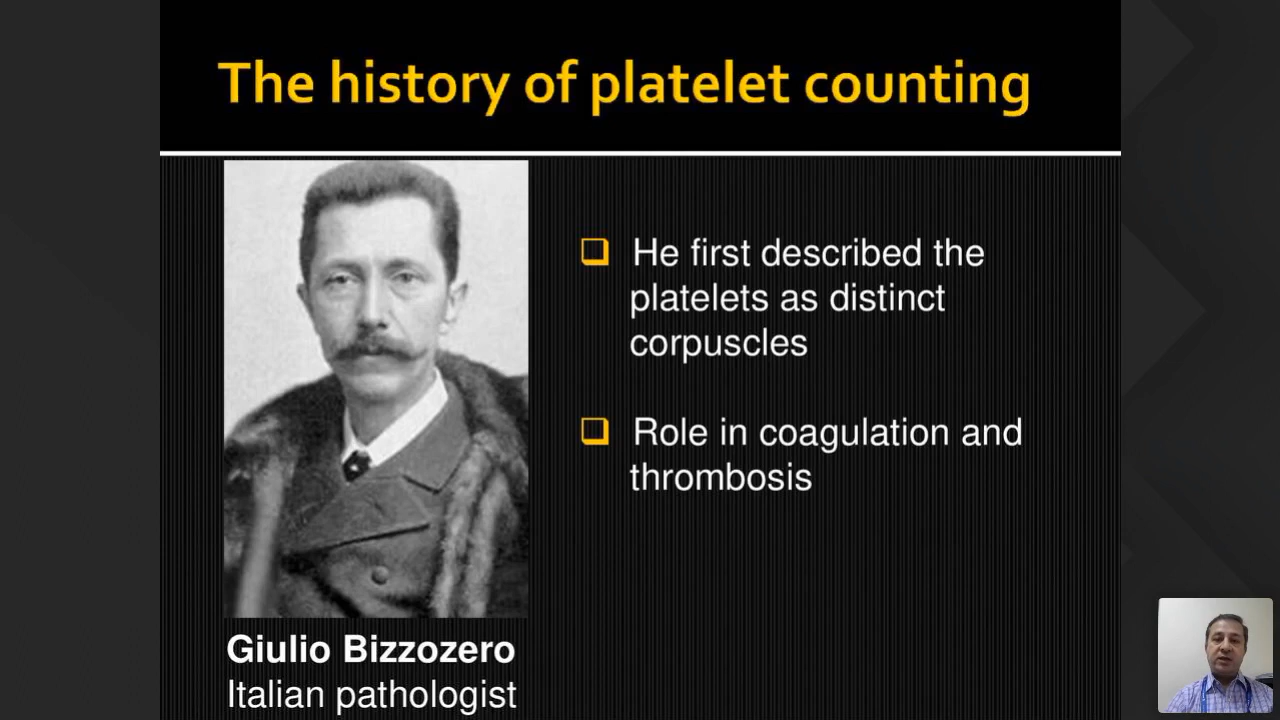 The history of platelet counting
❑ He first described the
platelets as distinct
corpuscles
❑ Role in coagulation and
thrombosis
Giulio Bizzozero
Italian pathologist